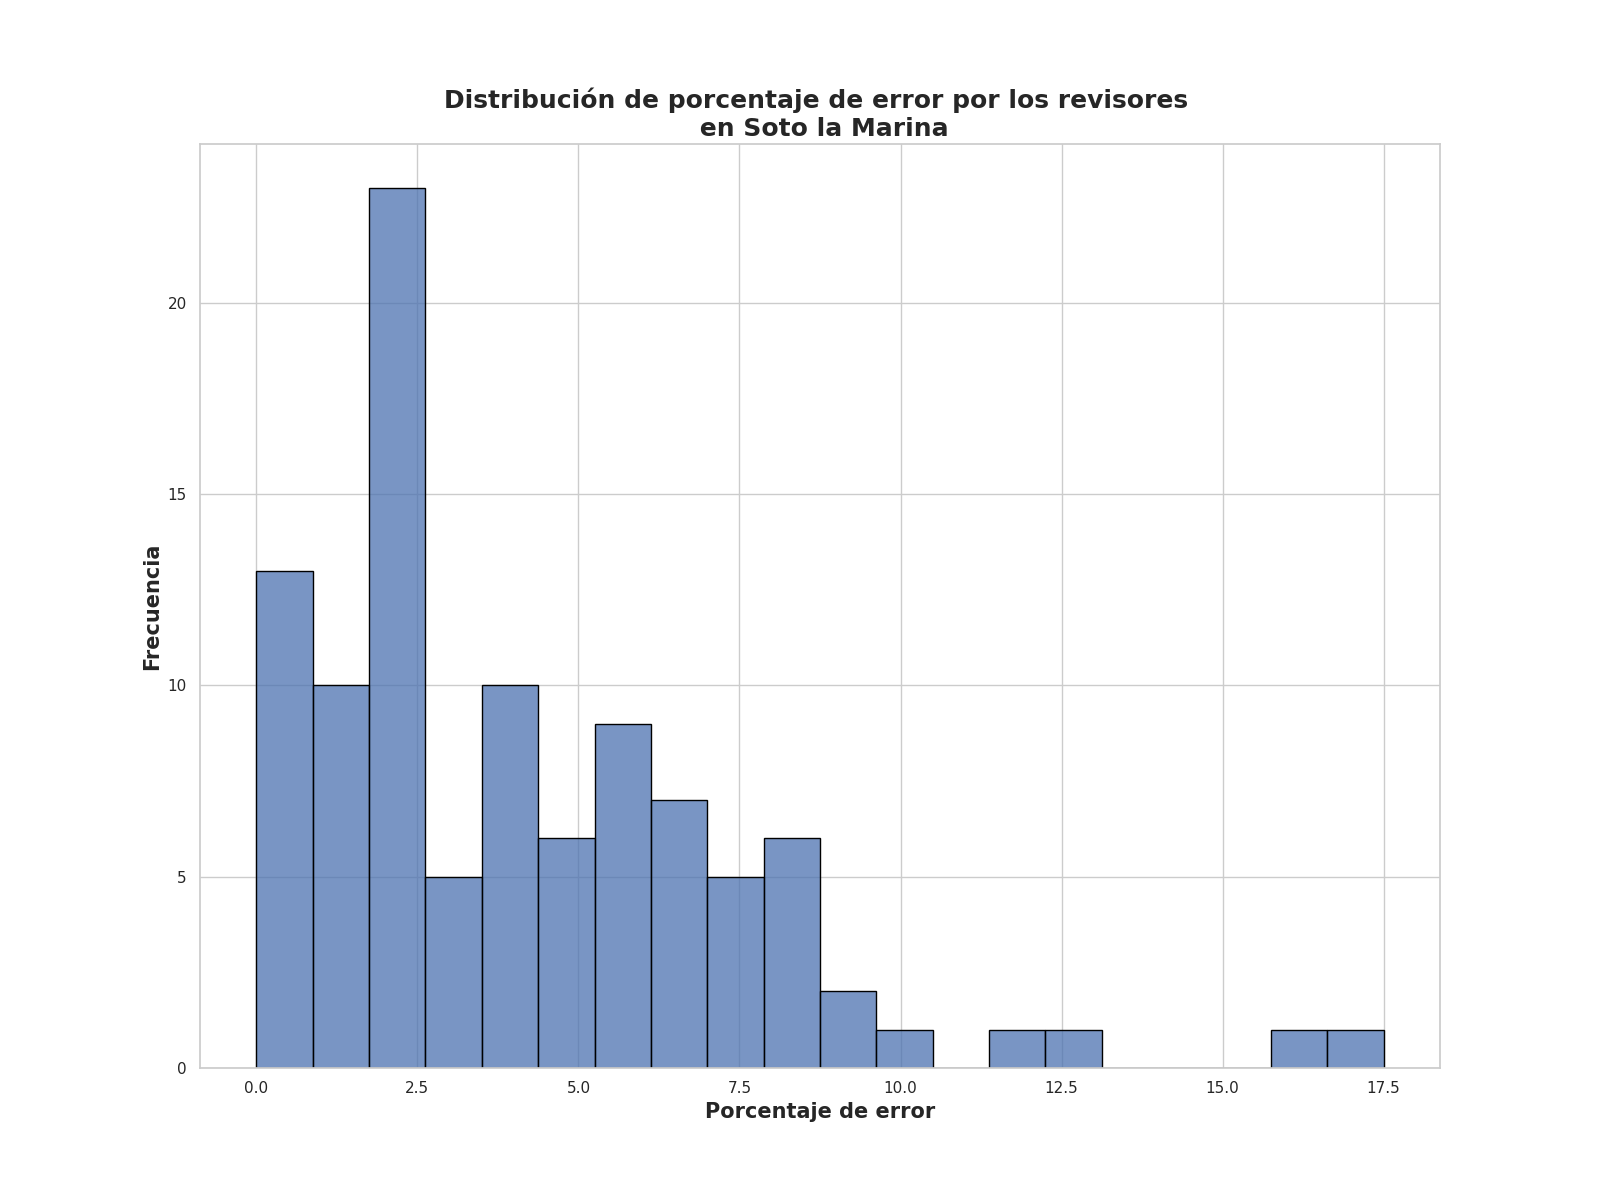 Distribución de porcentaje de error por los revisores
en Soto la Marina
Frecuencia
20
15
10
5
0
0.0 2.5 5.0 7.5 10.0 12.5 15.0 17.5
Porcentaje de error